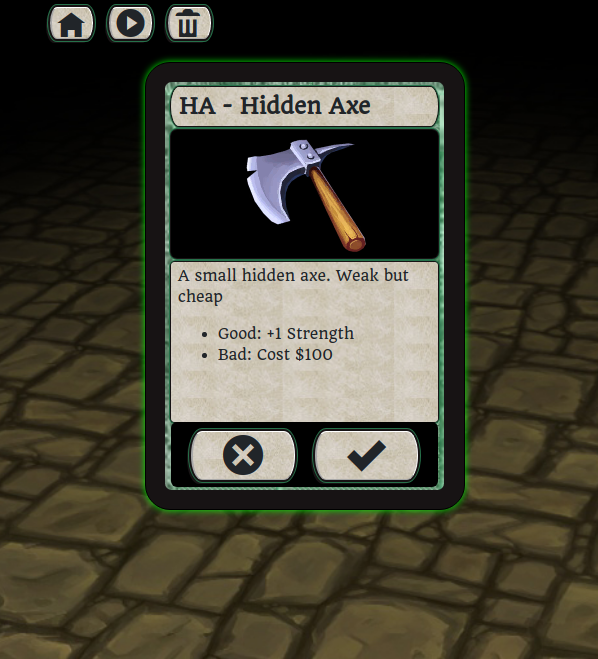 HA - Hidden Axe
A small hidden axe. Weak but
cheap
Good: +1 Strength
Bad: Cost $100